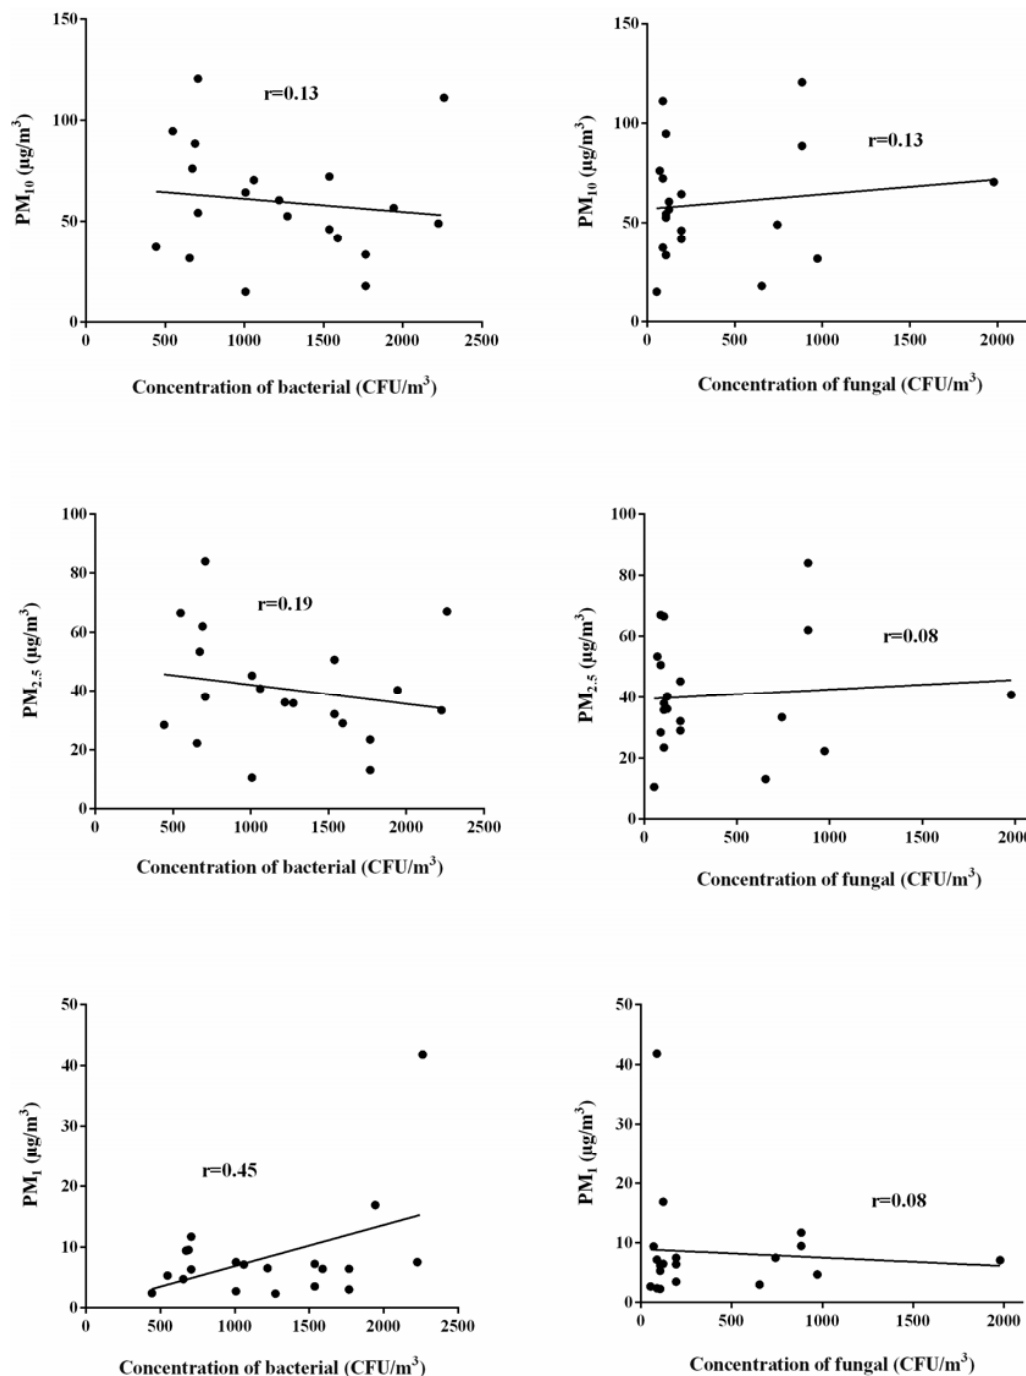 150
100
50
0
PM10 (µg/m³)
r=0.13
0 500 1000 1500 2000 2500
Concentration of bacterial (CFU/m³)
150
100
50
0
PM10 (µg/m³)
r=0.13
0 500 1000 1500 2000
Concentration of fungal (CFU/m³)
100
80
60
40
20
0
PM2.5 (µg/m³)
r=0.19
0 500 1000 1500 2000 2500
Concentration of bacterial (CFU/m³)
100
80
60
40
20
0
PM2.5 (µg/m³)
r=0.08
0 500 1000 1500 2000
Concentration of fungal (CFU/m³)
50
40
30
20
10
0
PM1 (µg/m³)
r=0.45
0 500 1000 1500 2000 2500
Concentration of bacterial (CFU/m³)
50
40
30
20
10
0
PM1 (µg/m³)
r=0.08
0 500 1000 1500 2000
Concentration of fungal (CFU/m³)